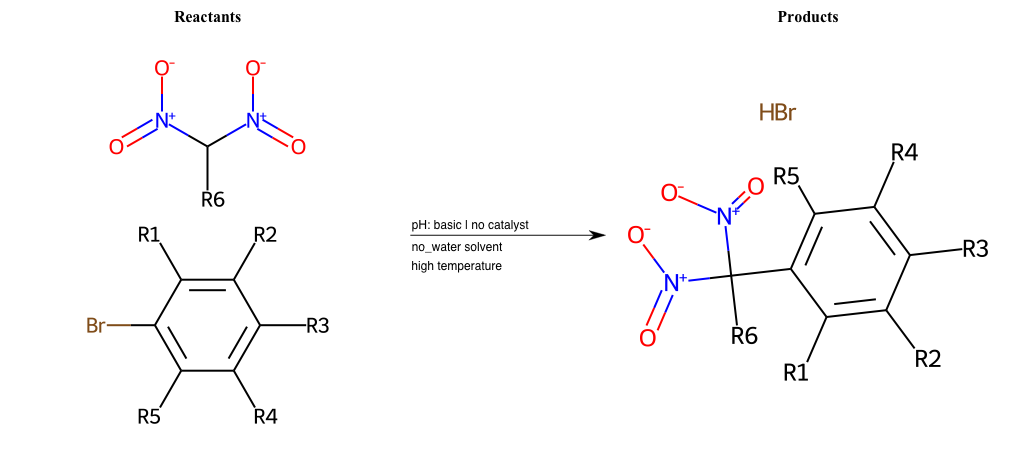 Reactants
Products
O-
O-
N+
N+
O
O
R6
R1
R2
Br
R3
R5
R4
pH: basic | no catalyst
no_water solvent
high temperature
HBr
R4
R5
O-
O
N+
O-
R3
N+
O
R6
R1
R2